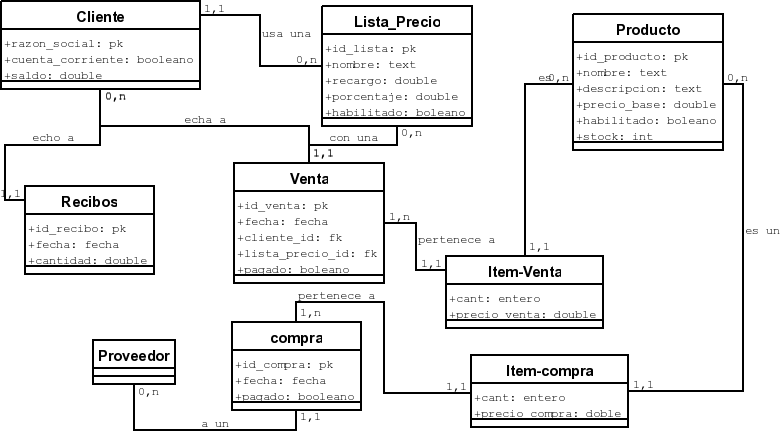 Cliente
+razon_social: pk
+cuenta_corriente: booleano
+saldo: double
1,1
usa una
0,n
Lista_Precio
+id_lista: pk
+nombre: text
+recargo: double
+porcentaje: double
+habilitado: boleano
Producto
+id_producto: pk
+nombre: text
+descripcion: text
+precio_base: double
+habilitado: boleano
+stock: int
0,n
echa a
echo a
1,1
0,n
con una
1,1
es
0,n
0,n
Recibos
+id_recibo: pk
+fecha: fecha
+cantidad: double
Venta
+id_venta: pk
+fecha: fecha
+cliente_id: fk
+lista_precio_id: fk
+pagado: boleano
1,n
pertenece a
1,1
1,1
es un
Item-Venta
+cant: entero
+precio_venta: double
pertenece a
1,n
compra
+id_compra: pk
+fecha: fecha
+pagado: booleano
Proveedor
0,n
a un
1,1
1,1
Item-compra
+cant: entero
+precio_compra: doble
1,1